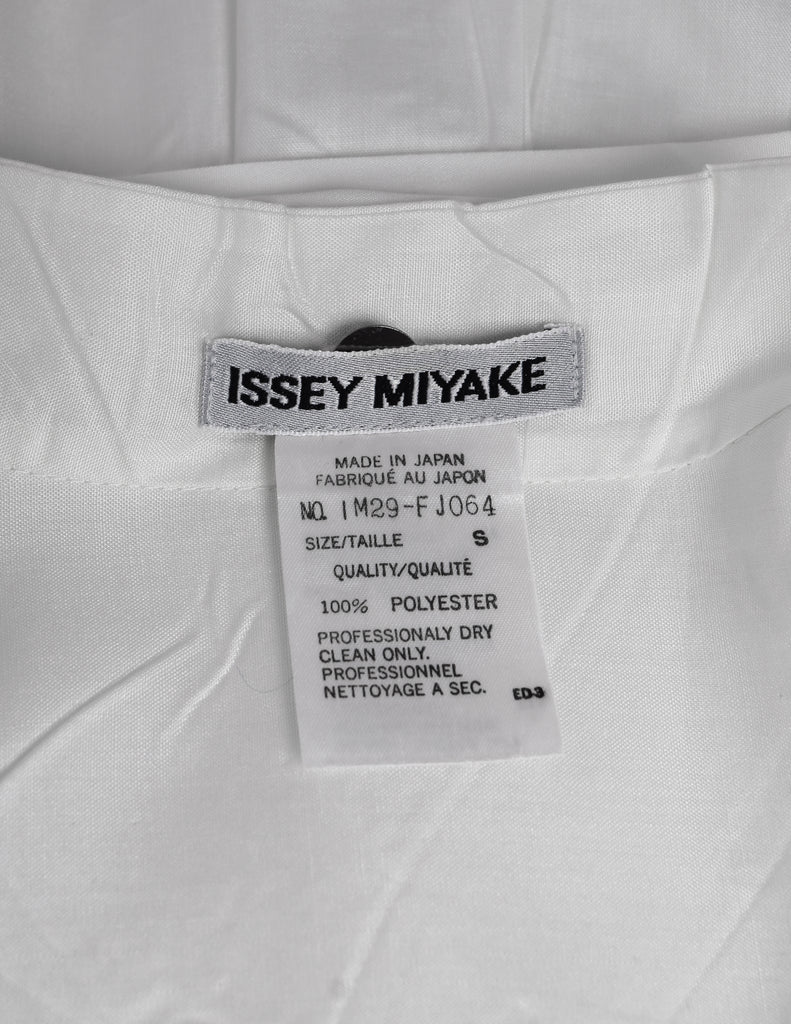 ISSEY MIYAKE
MADE IN JAPAN
FABRIQUÉ AU JAPON
NO. IM29-FJ064
SIZE/TAILLE S
QUALITY/QUALITÉ
100% POLYESTER
PROFESSIONALY DRY
CLEAN ONLY.
PROFESSIONNEL
NETTOYAGE A SEC. ED-3